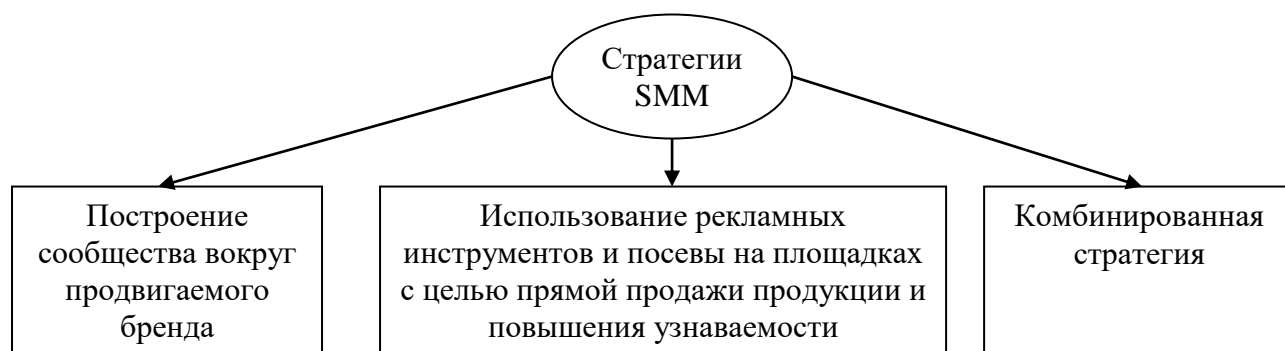 Стратегии
SMM
Построение
сообщества вокруг
продвигаемого
бренда
Использование рекламных
инструментов и посевы на площадках
с целью прямой продажи продукции и
повышения узнаваемости
Комбинированная
стратегия